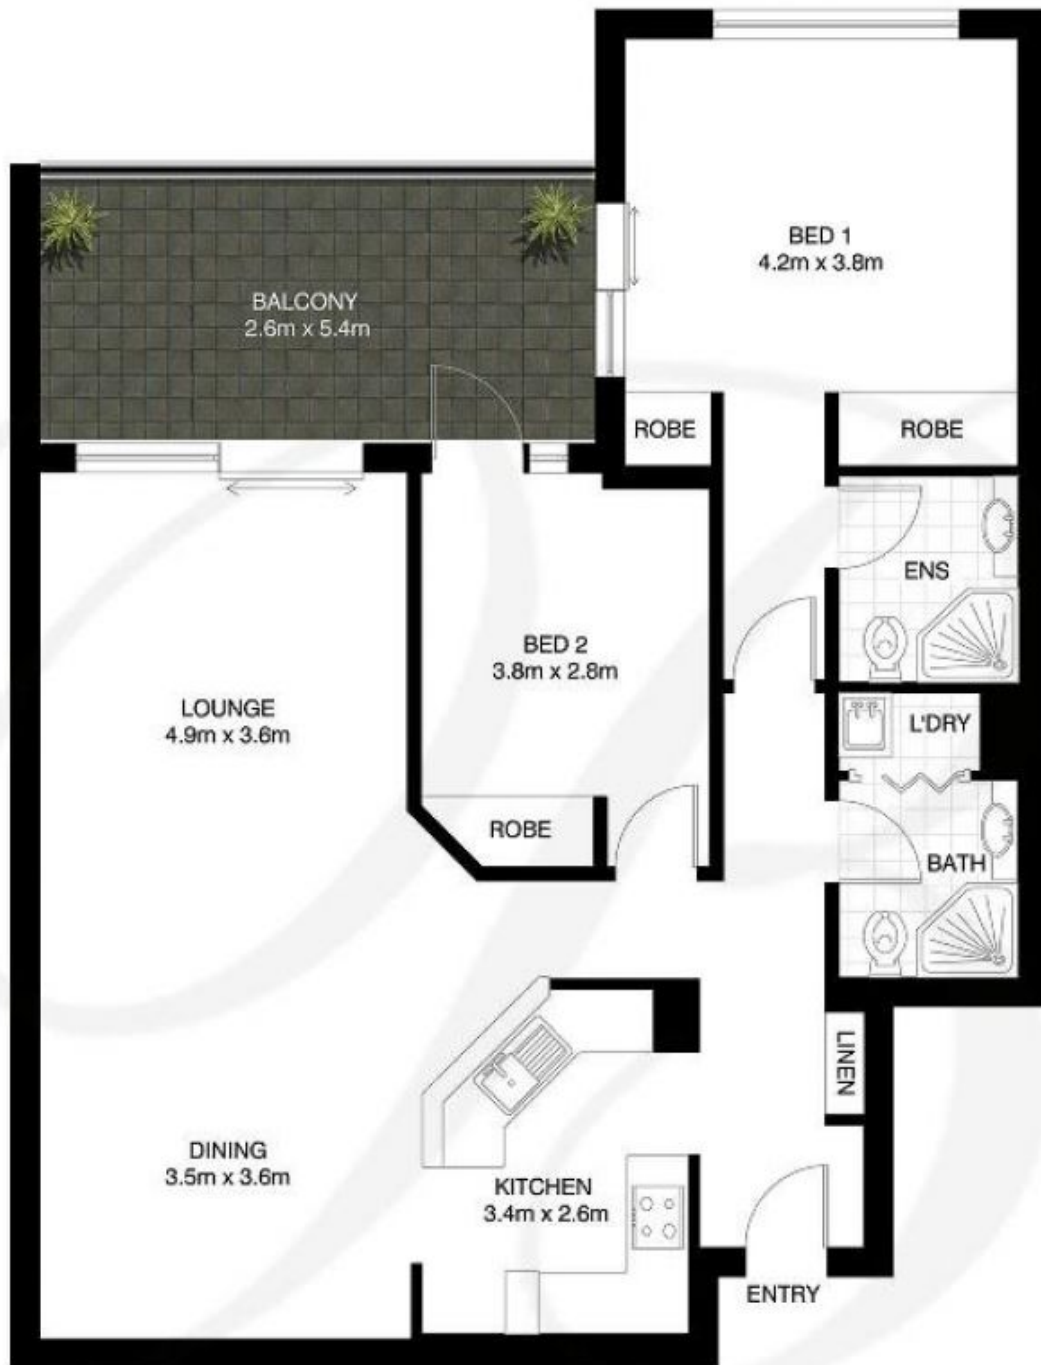 BED 1
4.2m x 3.8m
BALCONY
2.6m x 5.4m
ROBE
ROBE
ENS
BED 2
3.8m x 2.8m
LOUNGE
4.9m x 3.6m
L'DRY
ROBE
BATH
LINEN
DINING
3.5m x 3.6m
KITCHEN
3.4m x 2.6m
ENTRY